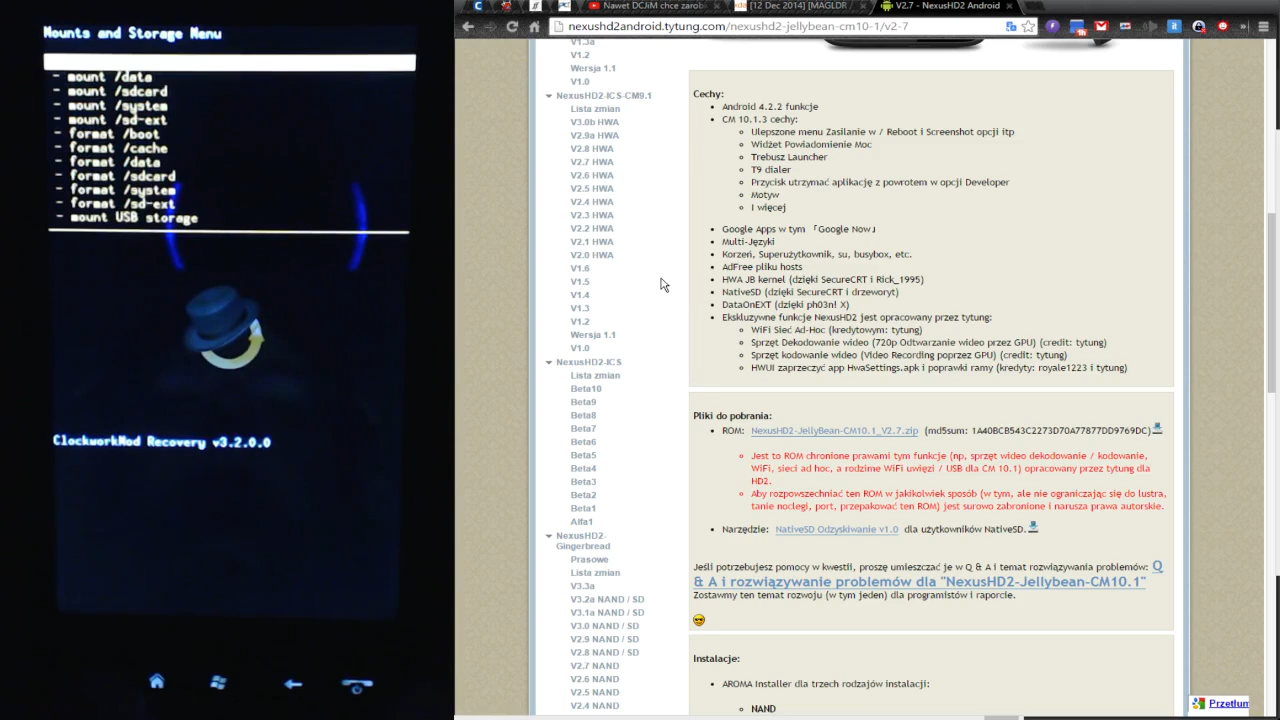 Mounts and Storage Menu
- mount /data
- mount /sdcard
- mount /system
- mount /sd-ext
- format /boot
- format /cache
- format /data
- format /sdcard
- format /system
- format /sd-ext
- mount USB storage
ClockworkMod Recovery v3.2.0.0
Nawet DCJiM chce zarob
[12 Dec 2014] [MAGLDR /
V2.7 - NexusHD2 Android
nexushd2android.tytung.com/nexushd2-jellybean-cm10-1/v2-7
V1.3a
V1.2
Wersja 1.1
V1.0
NexusHD2-ICS-CM9.1
Lista zmian
V3.0b HWA
V2.9a HWA
V2.8 HWA
V2.7 HWA
V2.6 HWA
V2.5 HWA
V2.4 HWA
V2.3 HWA
V2.2 HWA
V2.1 HWA
V2.0 HWA
V1.6
V1.5
V1.4
V1.3
V1.2
Wersja 1.1
V1.0
NexusHD2-ICS
Lista zmian
Beta10
Beta9
Beta8
Beta7
Beta6
Beta5
Beta4
Beta3
Beta2
Beta1
Alfa1
NexusHD2-
Gingerbread
Prasowe
Lista zmian
V3.3a
V3.2a NAND / SD
V3.1a NAND / SD
V3.0 NAND / SD
V2.9 NAND / SD
V2.8 NAND / SD
V2.7 NAND
V2.6 NAND
V2.5 NAND
V2.4 NAND
Cechy:
Android 4.2.2 funkcje
CM 10.1.3 cechy:
Ulepszone menu Zasilanie w / Reboot i Screenshot opcji itp
Widżet Powiadomienie Moc
Trebusz Launcher
T9 dialer
Przycisk utrzymać aplikację z powrotem w opcji Developer
Motyw
I więcej
Google Apps w tym 「Google Now」
Multi-Języki
Korzeń, Superużytkownik, su, busybox, etc.
AdFree pliku hosts
HWA JB kernel (dzięki SecureCRT i Rick_1995)
NativeSD (dzięki SecureCRT i drzeworyt)
DataOnEXT (dzięki ph03n! X)
Ekskluzywne funkcje NexusHD2 jest opracowany przez tytung:
WiFi Sieć Ad-Hoc (kredytowym: tytung)
Sprzęt Dekodowanie wideo (720p Odtwarzanie wideo przez GPU) (credit: tytung)
Sprzęt kodowanie wideo (Video Recording poprzez GPU) (credit: tytung)
HWUI zaprzeczyć app HwaSettings.apk i poprawki ramy (kredyty: royale1223 i tytung)
Pliki do pobrania:
ROM: NexusHD2-JellyBean-CM10.1_V2.7.zip (md5sum: 1A40BCB543C2273D70A77877DD9769DC)
Jest to ROM chronione prawami tym funkcje (np, sprzęt wideo dekodowanie / kodowanie,
WiFi, sieci ad hoc, a rodzime WiFi uwięzi / USB dla CM 10.1) opracowany przez tytung dla
HD2.
Aby rozpowszechniać ten ROM w jakikolwiek sposób (w tym, ale nie ograniczając się do lustra,
tanie noclegi, port, przepakować ten ROM) jest surowo zabronione i narusza prawa autorskie.
Narzędzie: NativeSD Odzyskiwanie v1.0 dla użytkowników NativeSD.
Jeśli potrzebujesz pomocy w kwestii, proszę umieszczać je w Q & A i temat rozwiązywania problemów: Q
& A i rozwiązywanie problemów dla "NexusHD2-Jellybean-CM10.1"
Zostawmy ten temat rozwoju (w tym jeden) dla programistów i raporcie.
Instalacje:
AROMA Installer dla trzech rodzajów instalacji:
NAND
Przetłum